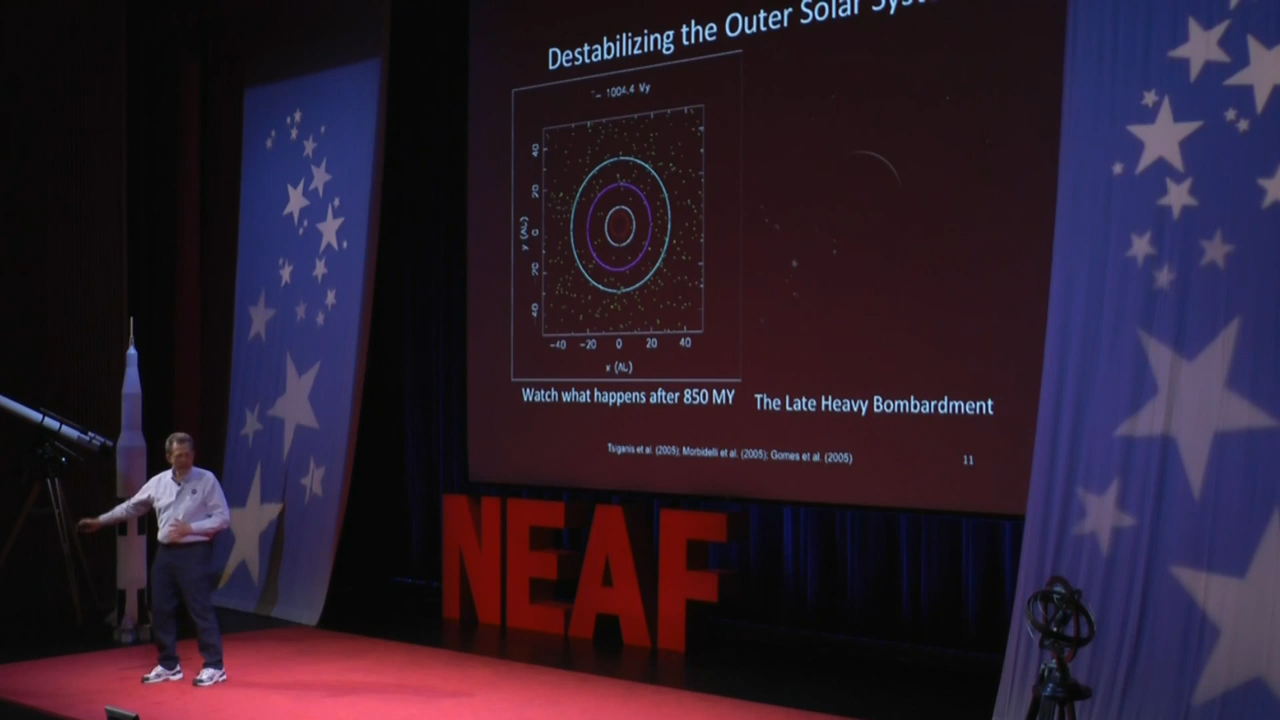 Destabilizing the Outer Solar
1004.4 Vy
40
20
0
20
40
y (AU)
-40 -20 0 20 40
x (AU)
Watch what happens after 850 MY
The Late Heavy Bombardment
Tsiganis et al. (2005); Morbidelli et al. (2005); Gomes et al. (2005)
11
NEAF